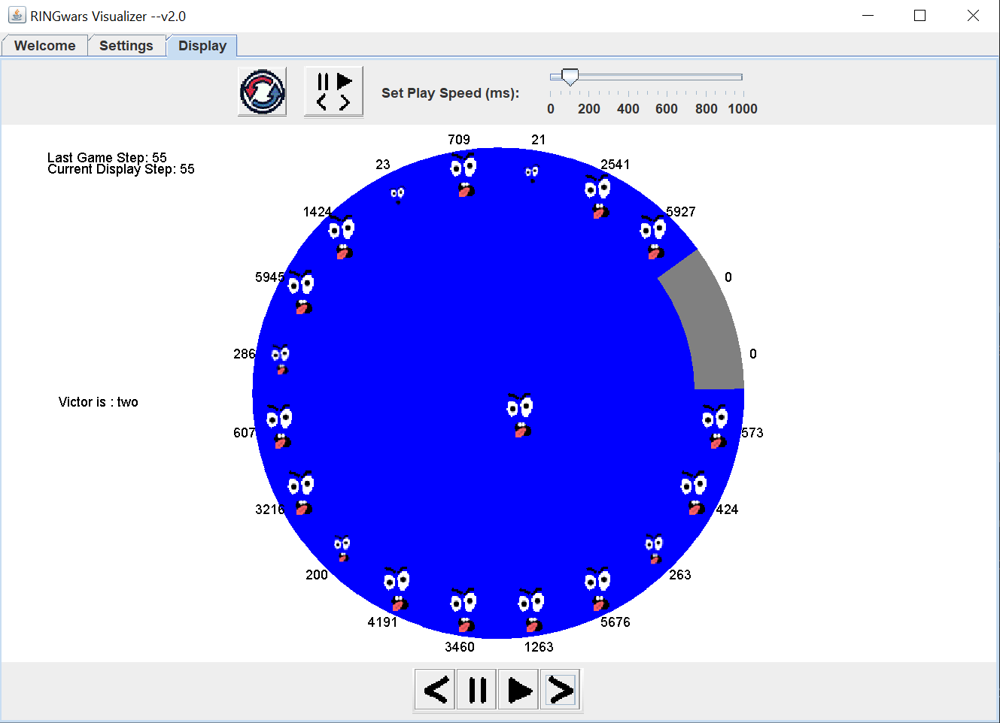 RINGwars Visualizer --v2.0
Welcome
Settings
Display
Set Play Speed (ms):
0 200 400 600 800 1000
Last Game Step: 55
Current Display Step: 55
709
21
23
2541
1424
5927
5945
0
286
0
Victor is : two
607
573
3216
424
200
263
4191
5676
3460
1263